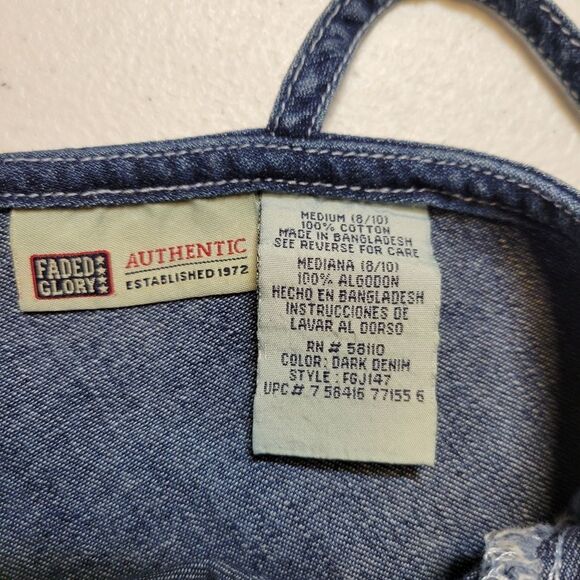 FADED
GLORY
AUTHENTIC
ESTABLISHED 1972
MEDIUM (8/10)
100% COTTON
MADE IN BANGLADESH
SEE REVERSE FOR CARE
MEDIANA (8/10)
100% ALGODON
HECHO EN BANGLADESH
INSTRUCCIONES DE
LAVAR AL DORSO
RN # 58110
COLOR: DARK DENIM
STYLE : FGJ147
UPC# 7 58416 77155 6